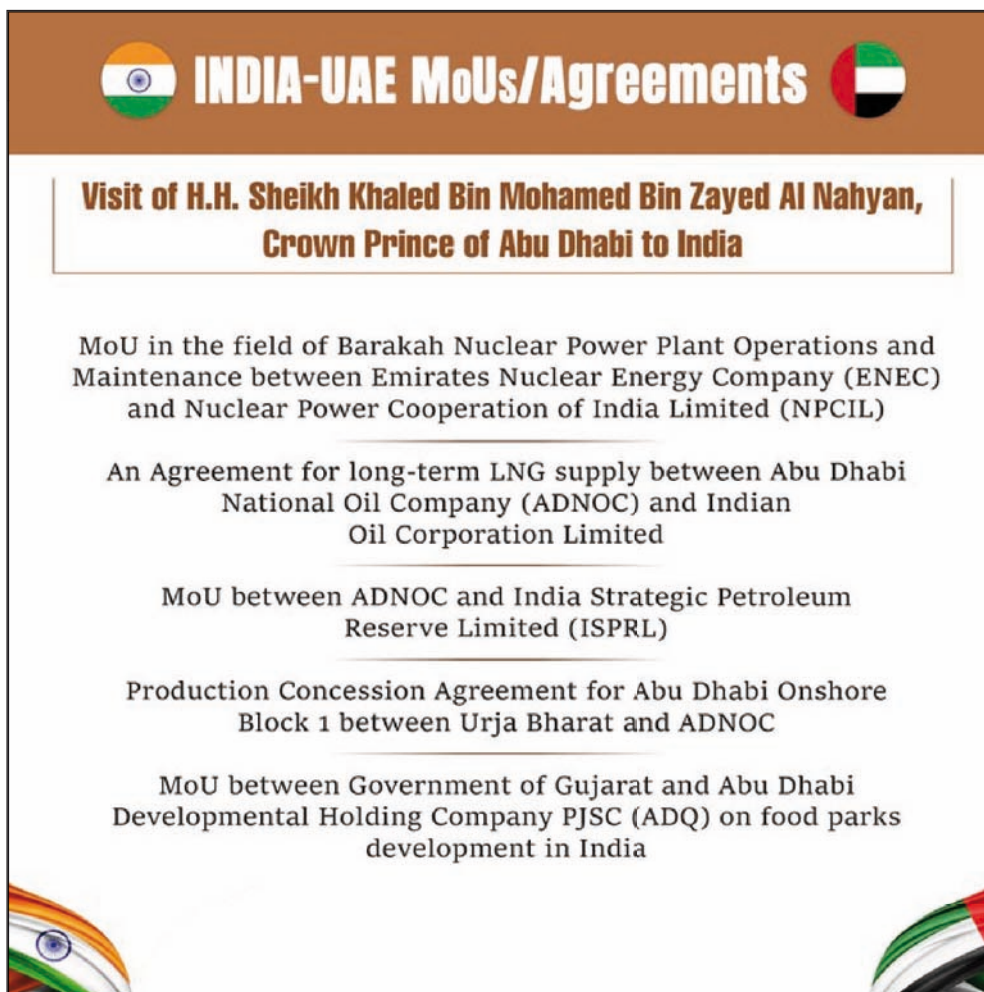 INDIA-UAE MoUs/Agreements
Visit of H.H. Sheikh Khaled Bin Mohamed Bin Zayed Al Nahyan,
Crown Prince of Abu Dhabi to India
MoU in the field of Barakah Nuclear Power Plant Operations and
Maintenance between Emirates Nuclear Energy Company (ENEC)
and Nuclear Power Cooperation of India Limited (NPCIL)
An Agreement for long-term LNG supply between Abu Dhabi
National Oil Company (ADNOC) and Indian
Oil Corporation Limited
MoU between ADNOC and India Strategic Petroleum
Reserve Limited (ISPRL)
Production Concession Agreement for Abu Dhabi Onshore
Block 1 between Urja Bharat and ADNOC
MoU between Government of Gujarat and Abu Dhabi
Developmental Holding Company PJSC (ADQ) on food parks
development in India